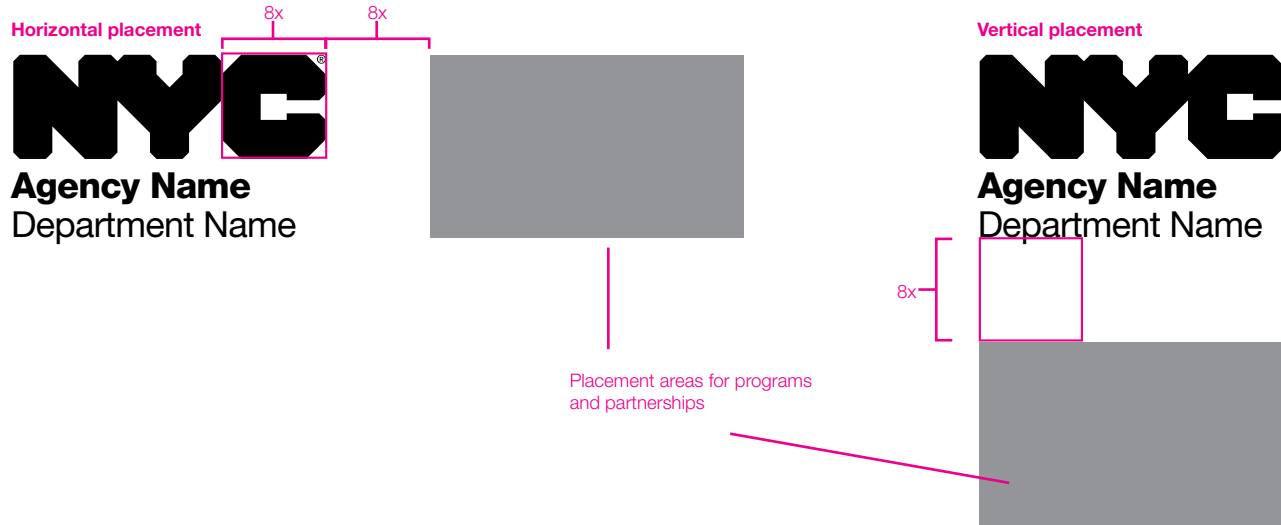 Horizontal placement
8x
8x
NYC®
Agency Name
Department Name
Vertical placement
NYC
Agency Name
Department Name
8x
Placement areas for programs
and partnerships